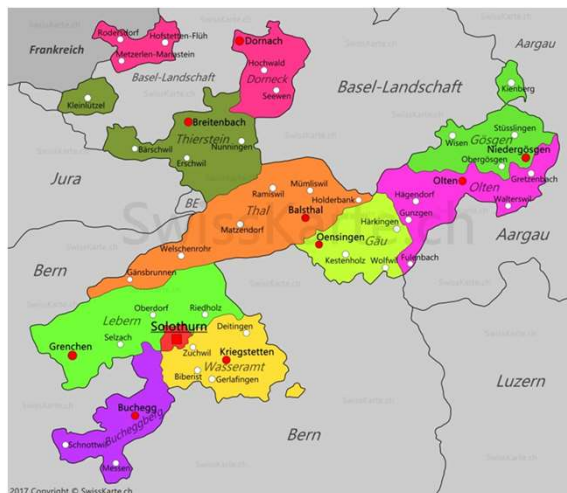 Frankreich
Rodersdorf
Hofstetten-Flüh
Metzerlen-Mariastein
Dornach
Aargau
Basel-Landschaft
Hochwald
Dorneck
Seewen
Basel-Landschaft
Kienberg
Kleinlützel
Breitenbach
Thierstein
Nunningen
Bärschwil
Erschwil
Stüsslingen
Gösgen
Wisen
Niedergösgen
Obergösgen
Gretzenbach
Jura
BE
Olten
Olten
Mümliswil
Ramiswil
Holderbank
Hägendorf
Walterswil
Thal
Balsthal
Gunzgen
Matzendorf
Härkingen
Aargau
Oensingen
Gäu
SwissKarte.ch
Welschenrohr
Kestenholz
Wolfwil
Fulenbach
Bern
Gänsbrunnen
Oberdorf
Riedholz
Lebern
Solothurn
Deitingen
Selzach
Grenchen
Zuchwil
Kriegstetten
Wasseramt
Biberist
Gerlafingen
Luzern
Buchegg
Bucheggberg
Bern
Schnottwil
Messen
2017 Copyright © SwissKarte.ch